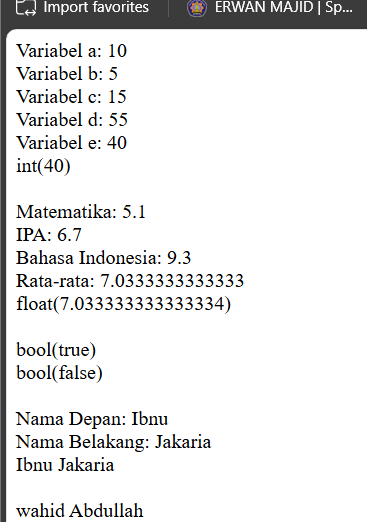 Import favorites
ERWAN MAJID | Sp...
Variabel a: 10
Variabel b: 5
Variabel c: 15
Variabel d: 55
Variabel e: 40
int(40)
Matematika: 5.1
IPA: 6.7
Bahasa Indonesia: 9.3
Rata-rata: 7.0333333333333
float(7.033333333333334)
bool(true)
bool(false)
Nama Depan: Ibnu
Nama Belakang: Jakaria
Ibnu Jakaria
wahid Abdullah